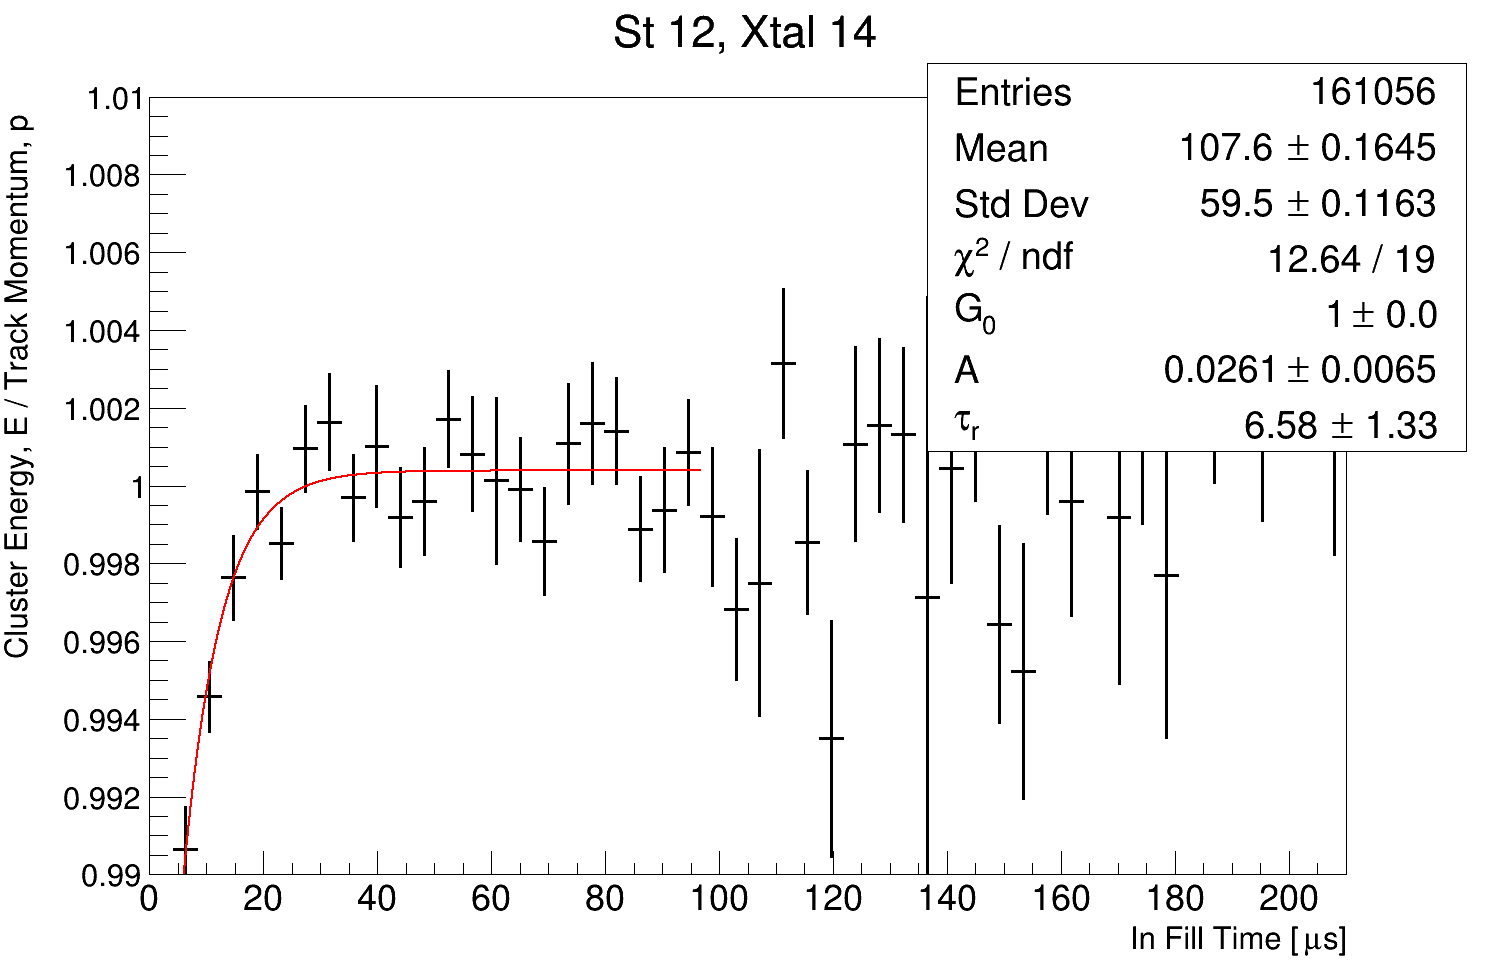 St 12, Xtal 14
Entries 161056
Mean 107.6 ± 0.1645
Std Dev 59.5 ± 0.1163
χ² / ndf 12.64 / 19
G₀ 1 ± 0.0
A 0.0261 ± 0.0065
τᵣ 6.58 ± 1.33
Cluster Energy, E / Track Momentum, p
1.01
1.008
1.006
1.004
1.002
1
0.998
0.996
0.994
0.992
0.99
0 20 40 60 80 100 120 140 160 180 200
In Fill Time [μs]